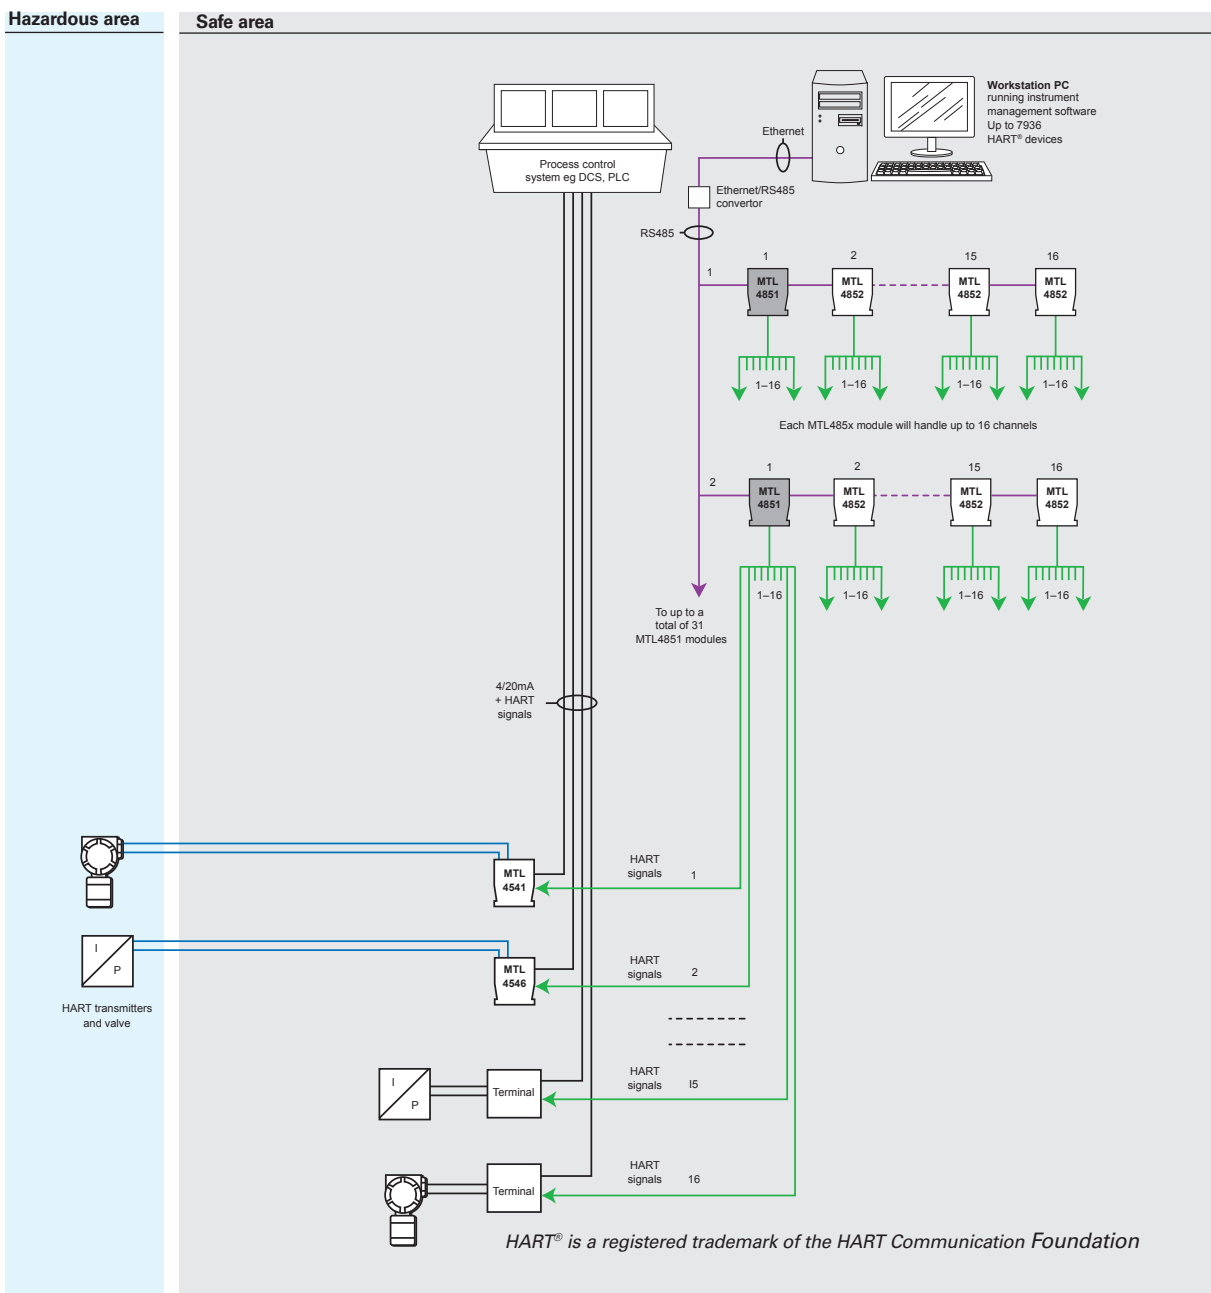 Hazardous area
Safe area
Workstation PC
running instrument
management software
Up to 7936
HART® devices
Ethernet
Process control
system eg DCS, PLC
Ethernet/RS485
convertor
RS485
1
1
2
15
16
MTL
4851
MTL
4852
MTL
4852
MTL
4852
1–16
1–16
1–16
1–16
Each MTL485x module will handle up to 16 channels
2
1
2
15
16
MTL
4851
MTL
4852
MTL
4852
MTL
4852
1–16
1–16
1–16
1–16
To up to a
total of 31
MTL4851 modules
4/20mA
+ HART
signals
MTL
4541
HART
signals
1
I
P
MTL
4546
HART
signals
2
HART transmitters
and valve
I
P
Terminal
HART
signals
I5
Terminal
HART
signals
16
HART® is a registered trademark of the HART Communication Foundation